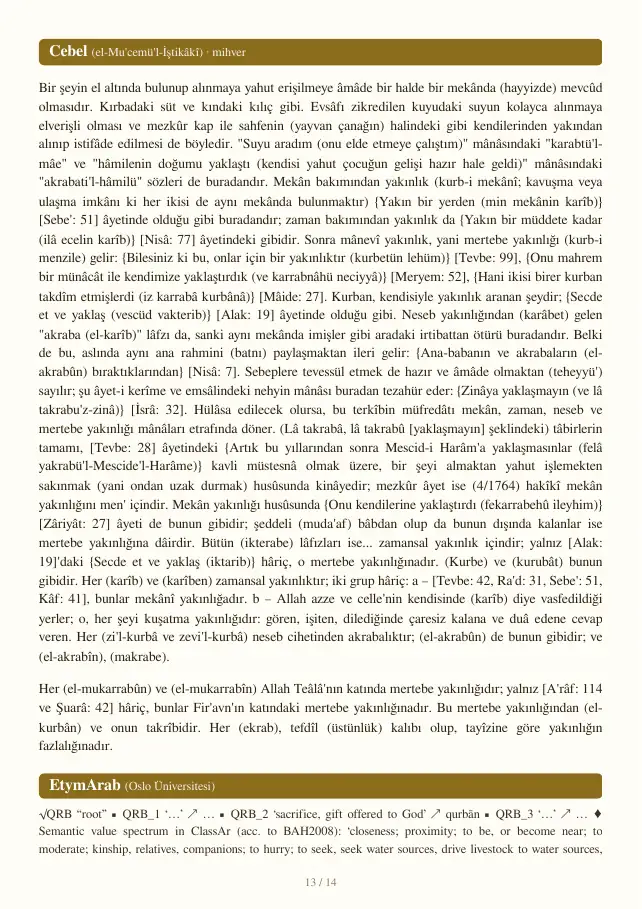 Cebel (el-Mu'cemü'l-İştikâkî) · mihver
Bir şeyin el altında bulunup alınmaya yahut erişilmeye âmâde bir halde bir mekânda (hayyizde) mevcûd
olmasıdır. Kırbadaki süt ve kındaki kılıç gibi. Evsâfı zikredilen kuyudaki suyun kolayca alınmaya
elverişli olması ve mezkûr kap ile sahfenin (yayvan çanağın) halindeki gibi kendilerinden yakından
alınıp istifâde edilmesi de böyledir. "Suyu aradım (onu elde etmeye çalıştım)" mânâsındaki "karabtü'l-
mâe" ve "hâmilenin doğumu yaklaştı (kendisi yahut çocuğun gelişi hazır hale geldi)" mânâsındaki
"akrabati'l-hâmilü" sözleri de buradandır. Mekân bakımından yakınlık (kurb-i mekânî; kavuşma veya
ulaşma imkânı ki her ikisi de aynı mekânda bulunmaktır) {Yakın bir yerden (min mekânin karîb)}
[Sebe': 51] âyetinde olduğu gibi buradandır; zaman bakımından yakınlık da {Yakın bir müddete kadar
(ilâ ecelin karîb)} [Nisâ: 77] âyetindeki gibidir. Sonra mânevî yakınlık, yani mertebe yakınlığı (kurb-i
menzile) gelir: {Bilesiniz ki bu, onlar için bir yakınlıktır (kurbetün lehüm)} [Tevbe: 99], {Onu mahrem
bir münâcât ile kendimize yaklaştırdık (ve karrabnâhü neciyyâ)} [Meryem: 52], {Hani ikisi birer kurban
takdîm etmişlerdi (iz karrabâ kurbânâ)} [Mâide: 27]. Kurban, kendisiyle yakınlık aranan şeydir; {Secde
et ve yaklaş (vescüd vakterib)} [Alak: 19] âyetinde olduğu gibi. Neseb yakınlığından (karâbet) gelen
"akraba (el-karîb)" lâfzı da, sanki aynı mekânda imişler gibi aradaki irtibattan ötürü buradandır. Belki
de bu, aslında aynı ana rahmini (batnı) paylaşmaktan ileri gelir: {Ana-babanın ve akrabaların (el-
akrabûn) bıraktıklarından} [Nisâ: 7]. Sebeplere tevessül etmek de hazır ve âmâde olmaktan (teheyyü')
sayılır; şu âyet-i kerîme ve emsâlindeki nehyin mânâsı buradan tezahür eder: {Zinâya yaklaşmayın (ve lâ
takrabu'z-zinâ)} [İsrâ: 32]. Hülâsa edilecek olursa, bu terkîbin müfredâtı mekân, zaman, neseb ve
mertebe yakınlığı mânâları etrafında döner. (Lâ takrabâ, lâ takrabû [yaklaşmayın] şeklindeki) tâbirlerin
tamamı, [Tevbe: 28] âyetindeki {Artık bu yıllarından sonra Mescid-i Harâm'a yaklaşmasınlar (felâ
yakrabü'l-Mescide'l-Harâme)} kavli müstesnâ olmak üzere, bir şeyi almaktan yahut işlemekten
sakınmak (yani ondan uzak durmak) husûsunda kinâyedir; mezkûr âyet ise (4/1764) hakîkî mekân
yakınlığını men' içindir. Mekân yakınlığı husûsunda {Onu kendilerine yaklaştırdı (fekarrabehû ileyhim)}
[Zâriyât: 27] âyeti de bunun gibidir; şeddeli (muda'af) bâbdan olup da bunun dışında kalanlar ise
mertebe yakınlığına dâirdir. Bütün (ikterabe) lâfızları ise... zamansal yakınlık içindir; yalnız [Alak:
19]'daki {Secde et ve yaklaş (iktarib)} hâriç, o mertebe yakınlığınadır. (Kurbe) ve (kurubât) bunun
gibidir. Her (karîb) ve (karîben) zamansal yakınlıktır; iki grup hâriç: a – [Tevbe: 42, Ra'd: 31, Sebe': 51,
Kâf: 41], bunlar mekânî yakınlığadır. b – Allah azze ve celle'nin kendisinde (karîb) diye vasfedildiği
yerler; o, her şeyi kuşatma yakınlığıdır: gören, işiten, dilediğinde çaresiz kalana ve duâ edene cevap
veren. Her (zi'l-kurbâ ve zevi'l-kurbâ) neseb cihetinden akrabalıktır; (el-akrabûn) de bunun gibidir; ve
(el-akrabîn), (makrabe).
Her (el-mukarrabûn) ve (el-mukarrabîn) Allah Teâlâ'nın katında mertebe yakınlığıdır; yalnız [A'râf: 114
ve Şuarâ: 42] hâriç, bunlar Fir'avn'ın katındaki mertebe yakınlığınadır. Bu mertebe yakınlığından (el-
kurbân) ve onun takrîbidir. Her (ekrab), tefdîl (üstünlük) kalıbı olup, tayîzine göre yakınlığın
fazlalığınadır.
EtymArab (Oslo Üniversitesi)
√QRB “root” ▪ QRB_1 ‘…’ ↗ … ▪ QRB_2 ‘sacrifice, gift offered to God’ ↗ qurbān ▪ QRB_3 ‘…’ ↗ … ♦
Semantic value spectrum in ClassAr (acc. to BAH2008): ‘closeness; proximity; to be, or become near; to
moderate; kinship, relatives, companions; to hurry; to seek, seek water sources, drive livestock to water sources,
13 / 14